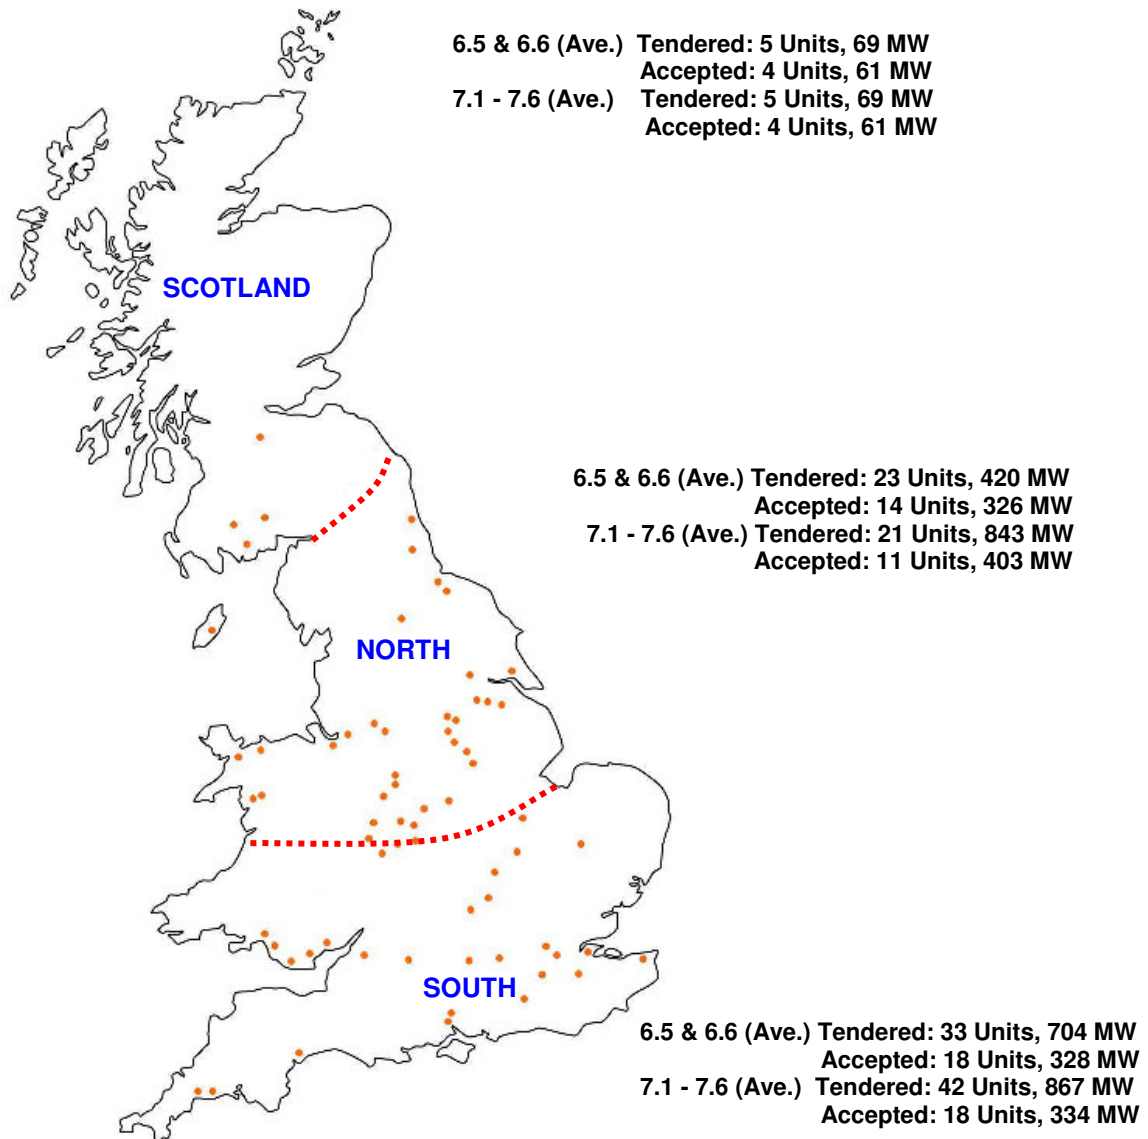 6.5 & 6.6 (Ave.) Tendered: 5 Units, 69 MW
Accepted: 4 Units, 61 MW
7.1 - 7.6 (Ave.) Tendered: 5 Units, 69 MW
Accepted: 4 Units, 61 MW
SCOTLAND
6.5 & 6.6 (Ave.) Tendered: 23 Units, 420 MW
Accepted: 14 Units, 326 MW
7.1 - 7.6 (Ave.) Tendered: 21 Units, 843 MW
Accepted: 11 Units, 403 MW
NORTH
SOUTH
6.5 & 6.6 (Ave.) Tendered: 33 Units, 704 MW
Accepted: 18 Units, 328 MW
7.1 - 7.6 (Ave.) Tendered: 42 Units, 867 MW
Accepted: 18 Units, 334 MW